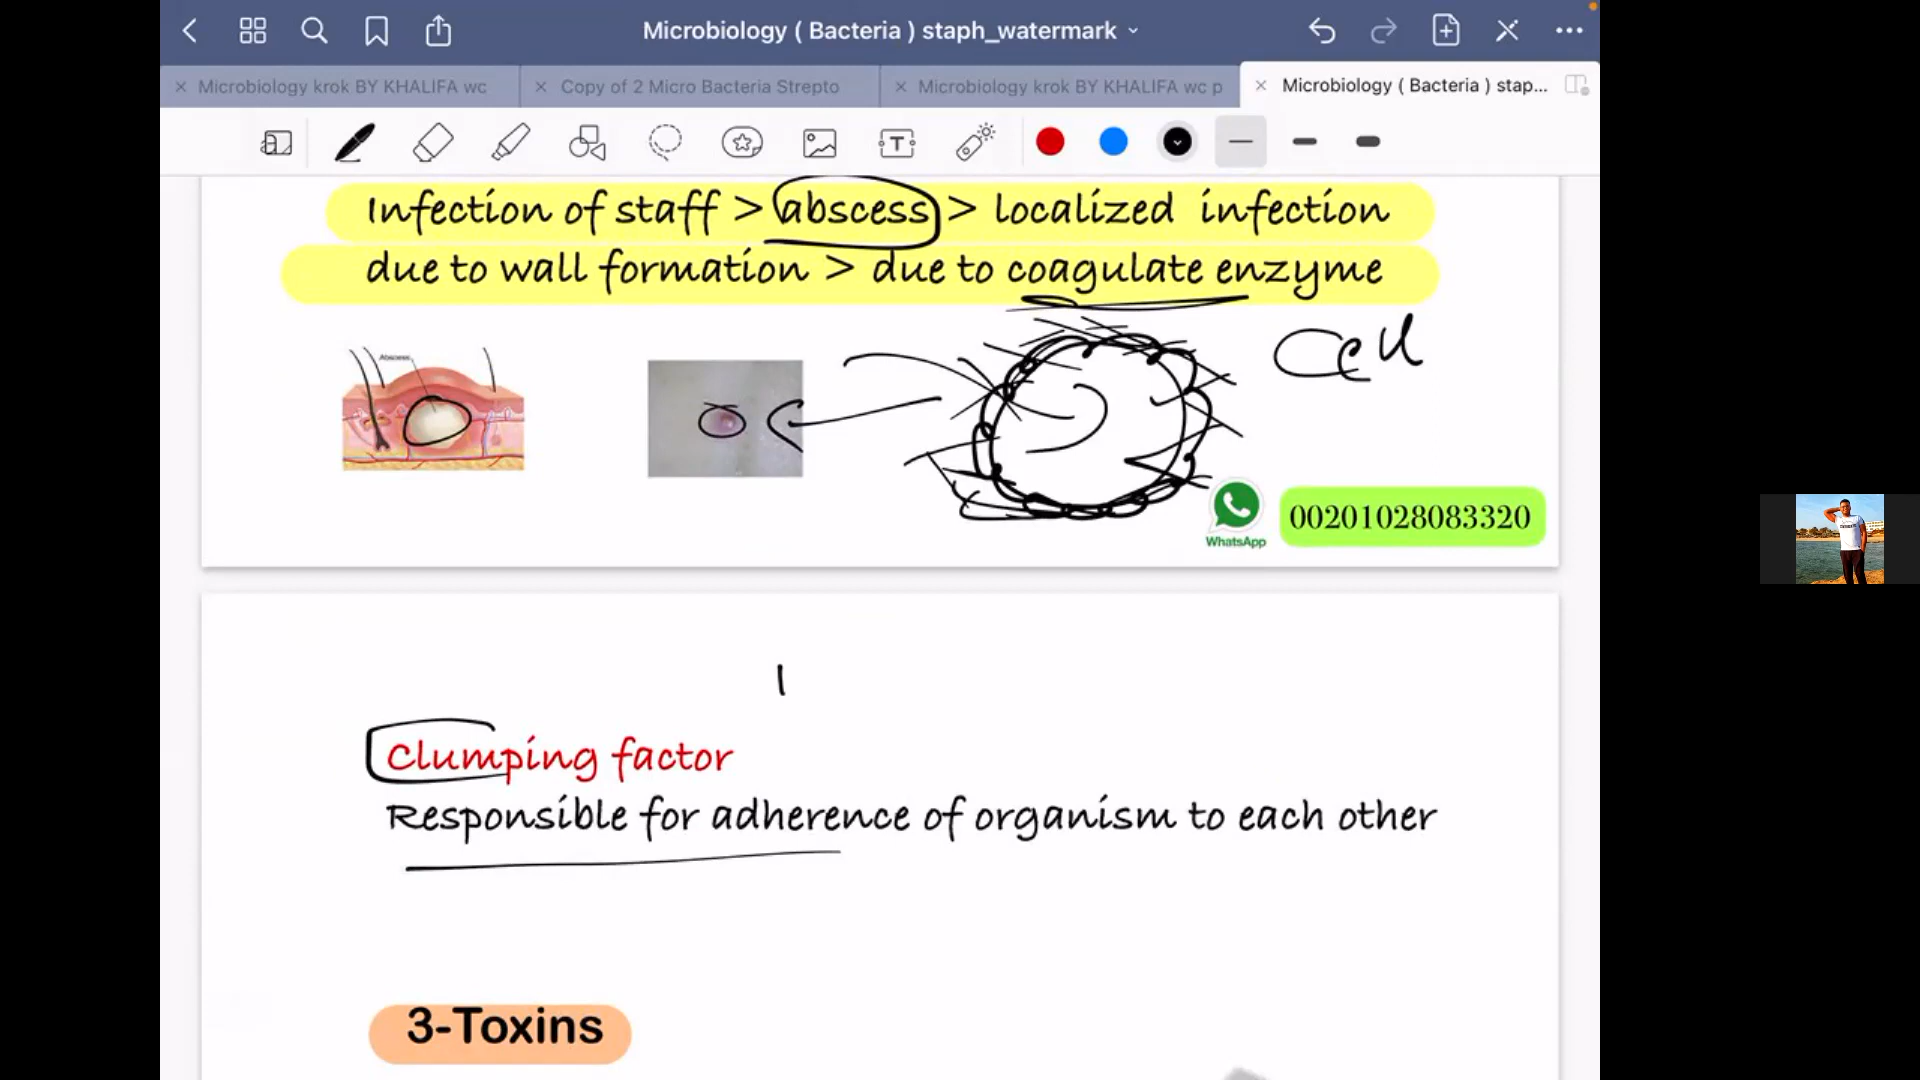 Microbiology ( Bacteria ) staph_watermark
Microbiology krok BY KHALIFA wc
Copy of 2 Micro Bacteria Strepto
Microbiology krok BY KHALIFA wc p
Microbiology ( Bacteria ) stap...
Infection of staff > abscess > localized infection
due to wall formation > due to coagulate enzyme
Abscess
WhatsApp
00201028083320
Clumping factor
Responsible for adherence of organism to each other
3-Toxins